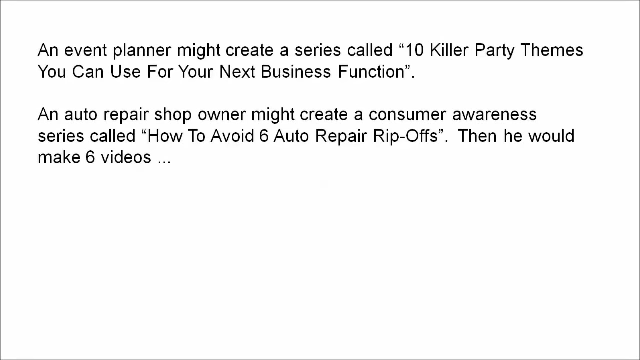 An event planner might create a series called “10 Killer Party Themes
You Can Use For Your Next Business Function”.
An auto repair shop owner might create a consumer awareness
series called “How To Avoid 6 Auto Repair Rip-Offs”.  Then he would
make 6 videos ...